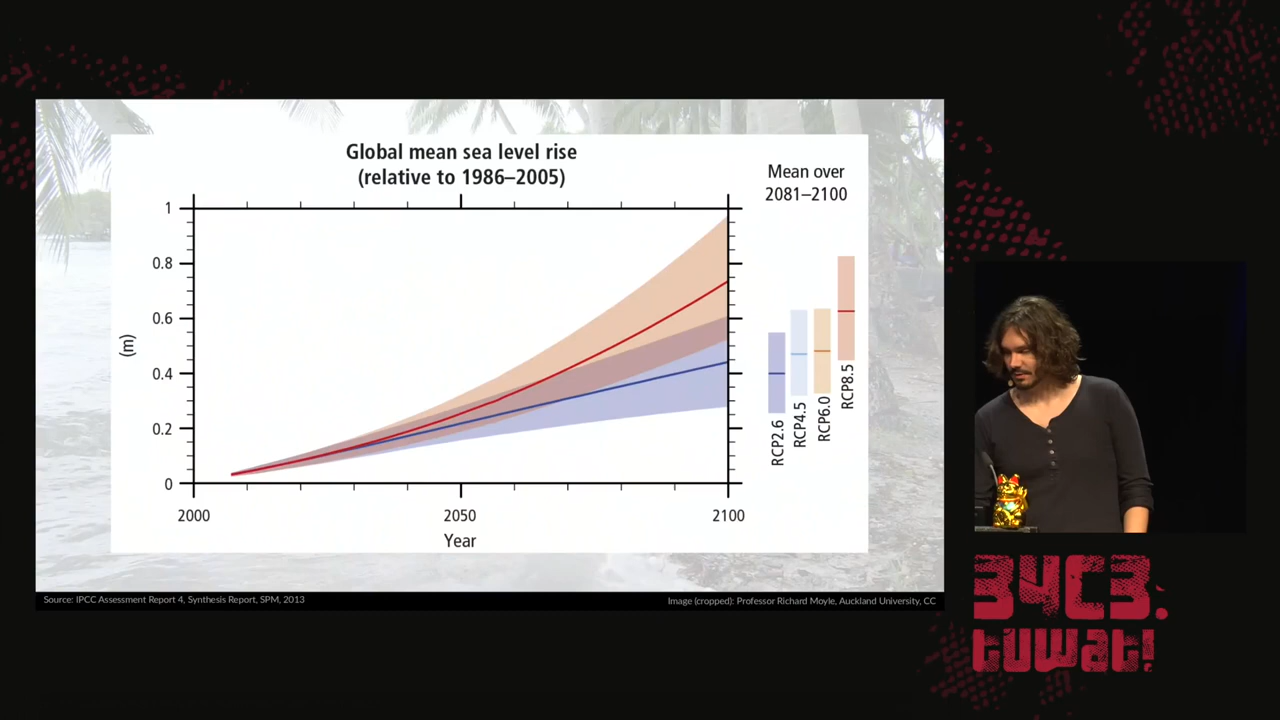 Global mean sea level rise
(relative to 1986–2005)
Mean over
2081–2100
1
0.8
0.6
0.4
0.2
0
(m)
2000
2050
2100
Year
RCP2.6
RCP4.5
RCP6.0
RCP8.5
Source: IPCC Assessment Report 4, Synthesis Report, SPM, 2013
Image (cropped): Professor Richard Moyle, Auckland University, CC
34C3.
tuwat!